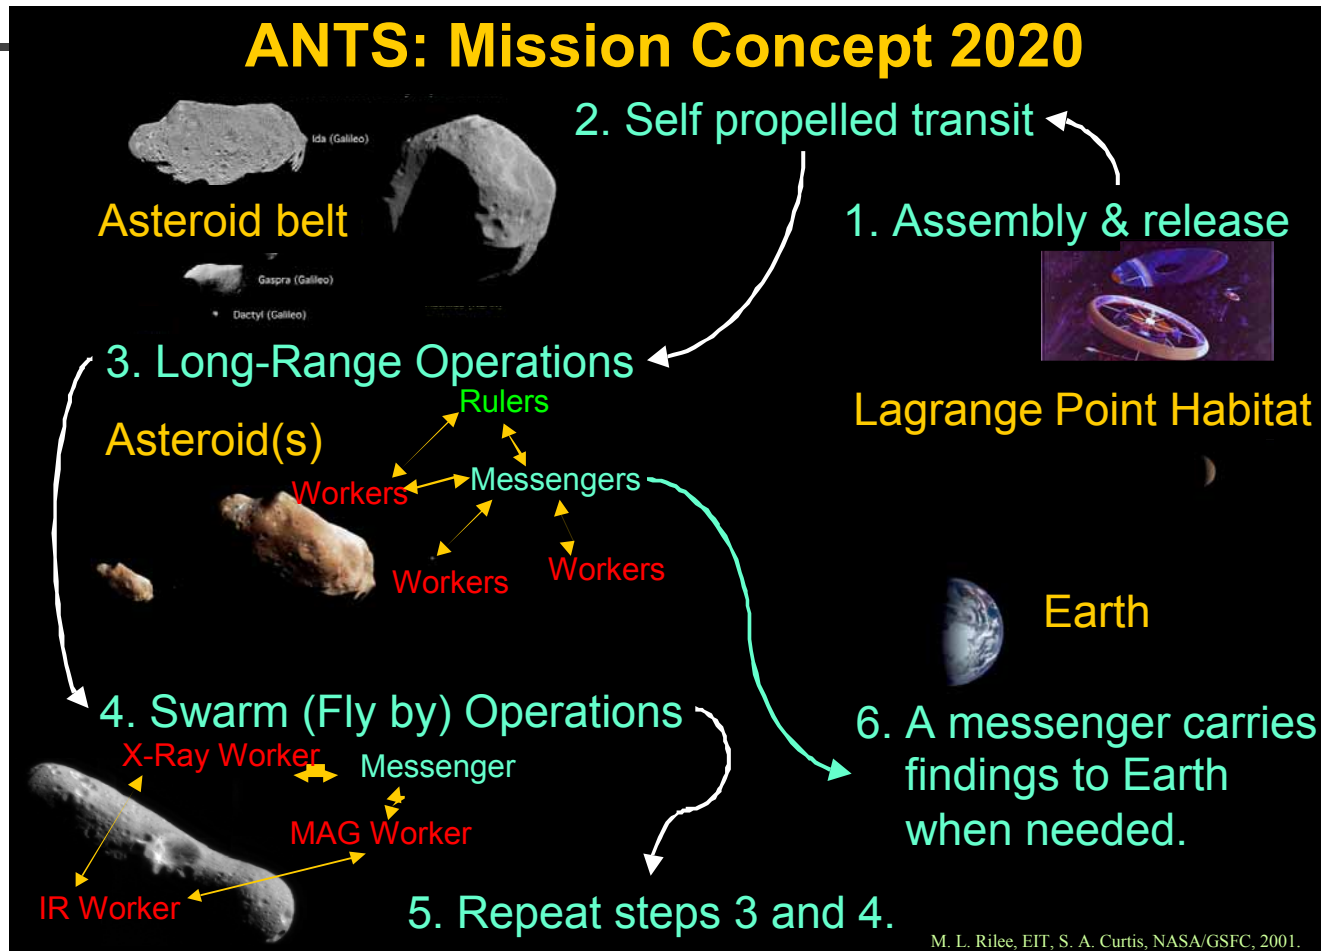 ANTS: Mission Concept 2020
2. Self propelled transit
Ida (Galileo)
Asteroid belt
1. Assembly & release
Gaspra (Galileo)
Dactyl (Galileo)
3. Long-Range Operations
Rulers
Lagrange Point Habitat
Asteroid(s)
Workers
Messengers
Workers
Workers
Earth
4. Swarm (Fly by) Operations
X-Ray Worker
Messenger
MAG Worker
IR Worker
5. Repeat steps 3 and 4.
6. A messenger carries
findings to Earth
when needed.
M. L. Rilee, EIT, S. A. Curtis, NASA/GSFC, 2001.